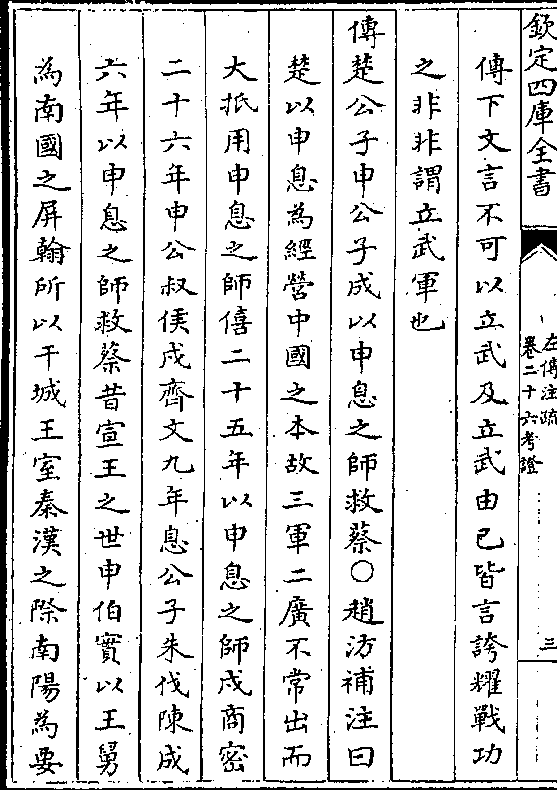 欽定四庫全書
左傳注疏
卷二十六考證
三
傳下文言不可以立武及立武由已皆言誇耀戰功
之非非謂立武軍也
傳楚公子申公子成以申息之師救蔡〇趙汸補注曰
楚以申息為經營中國之本故三軍二廣不常出而
大抵用申息之師僖二十五年以申息之師戍商密
二十六年申公叔侯戍齊文九年息公子朱伐陳成
六年以申息之師救蔡昔宣王之世申伯實以王舅
為南國之屏翰所以干城王室秦漢之際南陽為要